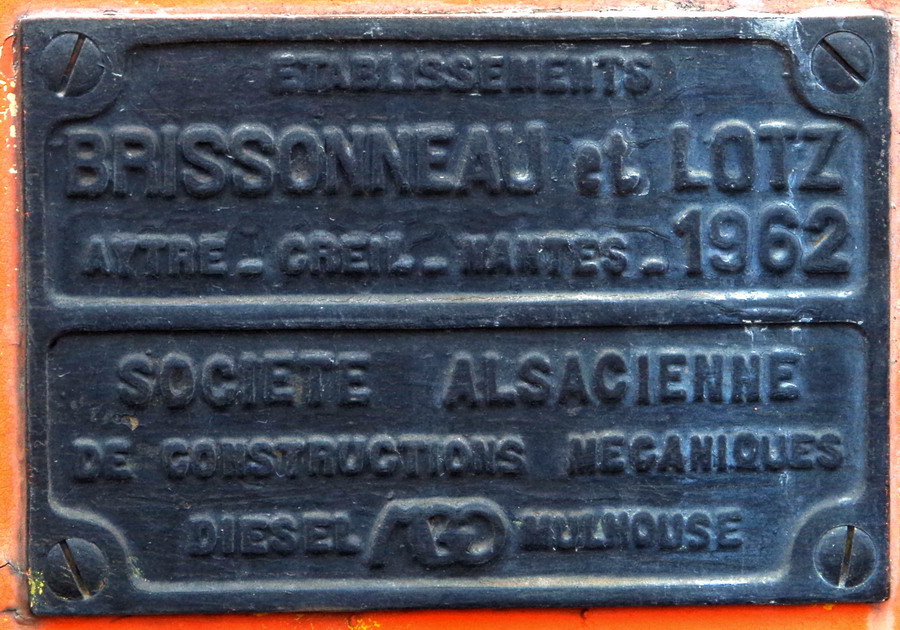 ETABLISSEMENTS
BRISSONNEAU et LOTZ
AYTRE - CREIL - NANTES - 1962
SOCIETE ALSACIENNE
DE CONSTRUCTIONS MECANIQUES
DIESEL MULHOUSE